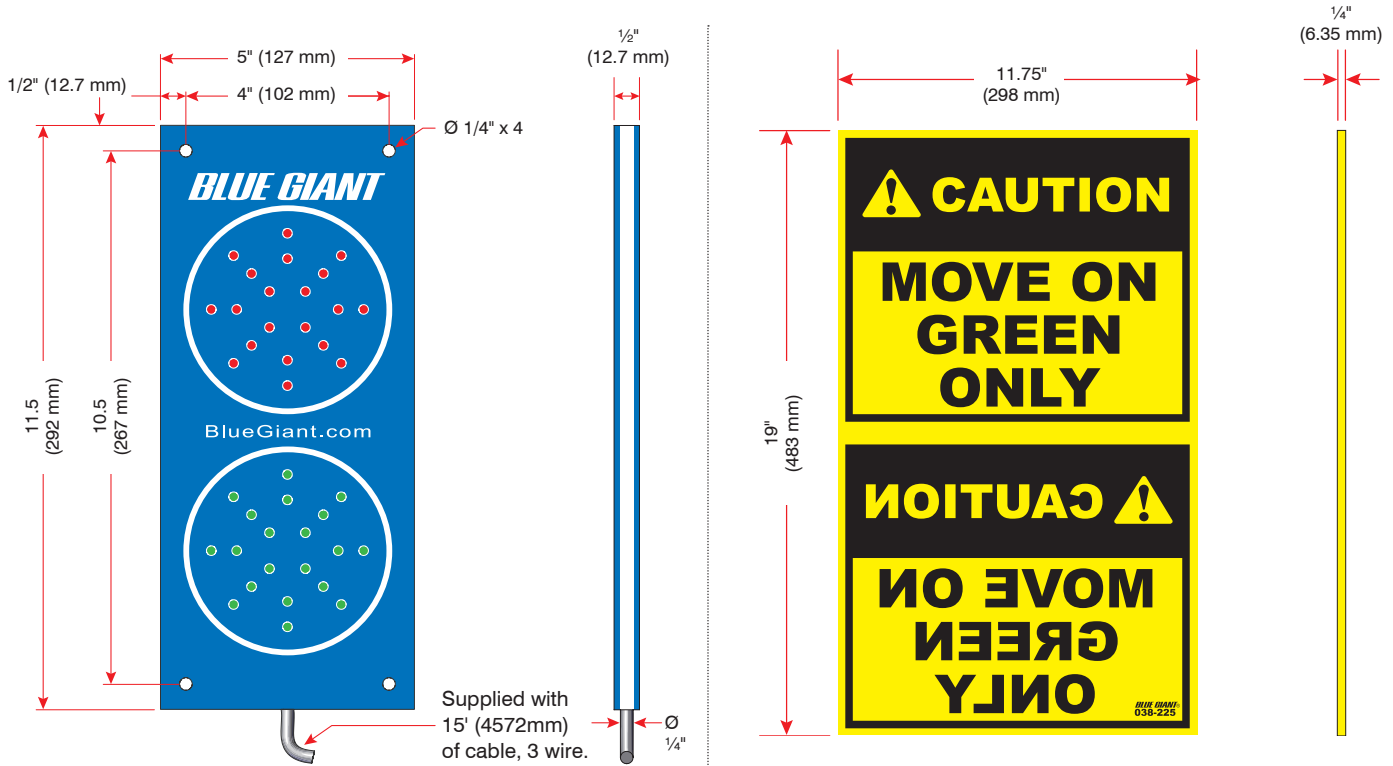 5" (127 mm)
1/2" (12.7 mm)
4" (102 mm)
Ø 1/4" x 4
11.5
(292 mm)
10.5
(267 mm)
BLUE GIANT
BlueGiant.com
Supplied with
15' (4572mm)
of cable, 3 wire.
½"
(12.7 mm)
Ø
¼"
11.75"
(298 mm)
¼"
(6.35 mm)
19"
(483 mm)
CAUTION
MOVE ON
GREEN
ONLY
CAUTION
MOVE ON
GREEN
ONLY
BLUE GIANT®
038-225